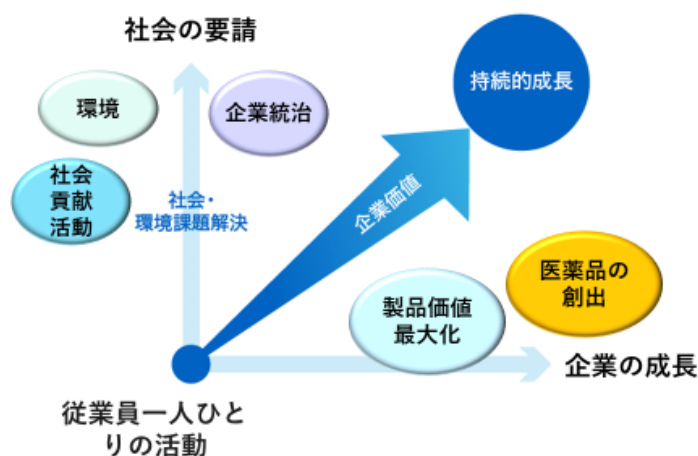 社会の要請
環境
企業統治
持続的成長
社会
貢献
活動
社会・
環境課題解決
企業価値
医薬品の
創出
製品価値
最大化
企業の成長
従業員一人ひと
りの活動